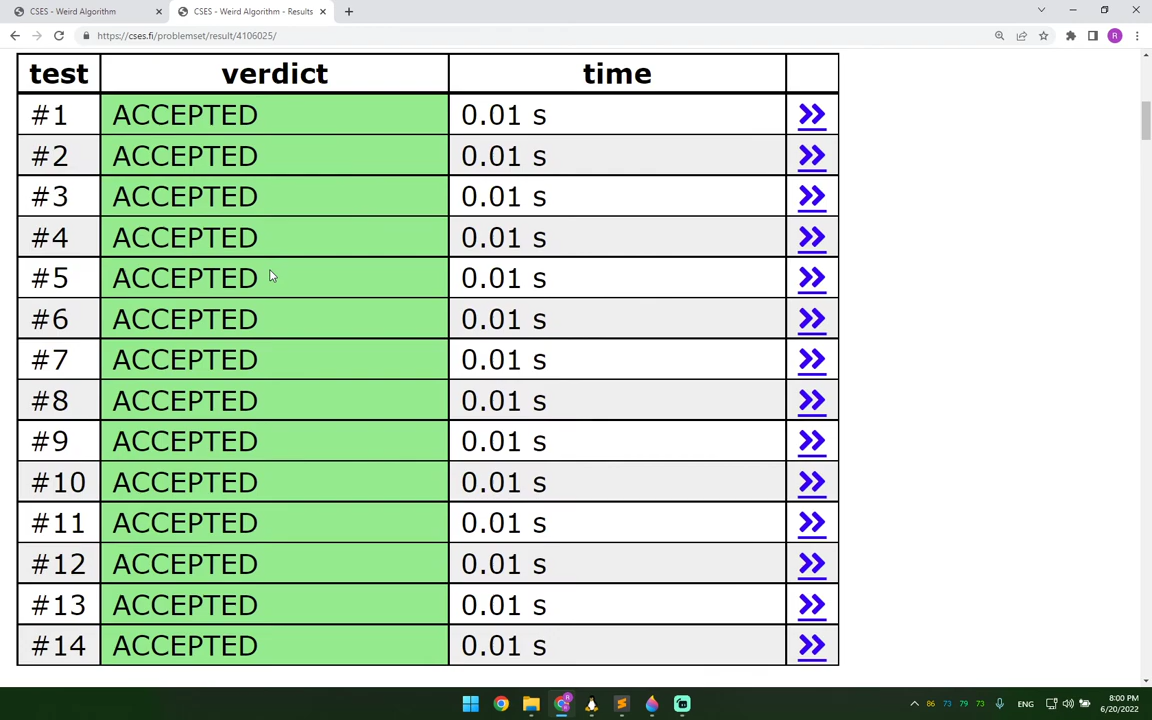 CSES - Weird Algorithm
CSES - Weird Algorithm - Results
https://cses.fi/problemset/result/4106025/
R
test verdict time
#1 ACCEPTED 0.01 s
#2 ACCEPTED 0.01 s
#3 ACCEPTED 0.01 s
#4 ACCEPTED 0.01 s
#5 ACCEPTED 0.01 s
#6 ACCEPTED 0.01 s
#7 ACCEPTED 0.01 s
#8 ACCEPTED 0.01 s
#9 ACCEPTED 0.01 s
#10 ACCEPTED 0.01 s
#11 ACCEPTED 0.01 s
#12 ACCEPTED 0.01 s
#13 ACCEPTED 0.01 s
#14 ACCEPTED 0.01 s
86 73 79 73 ENG 8:00 PM
6/20/2022